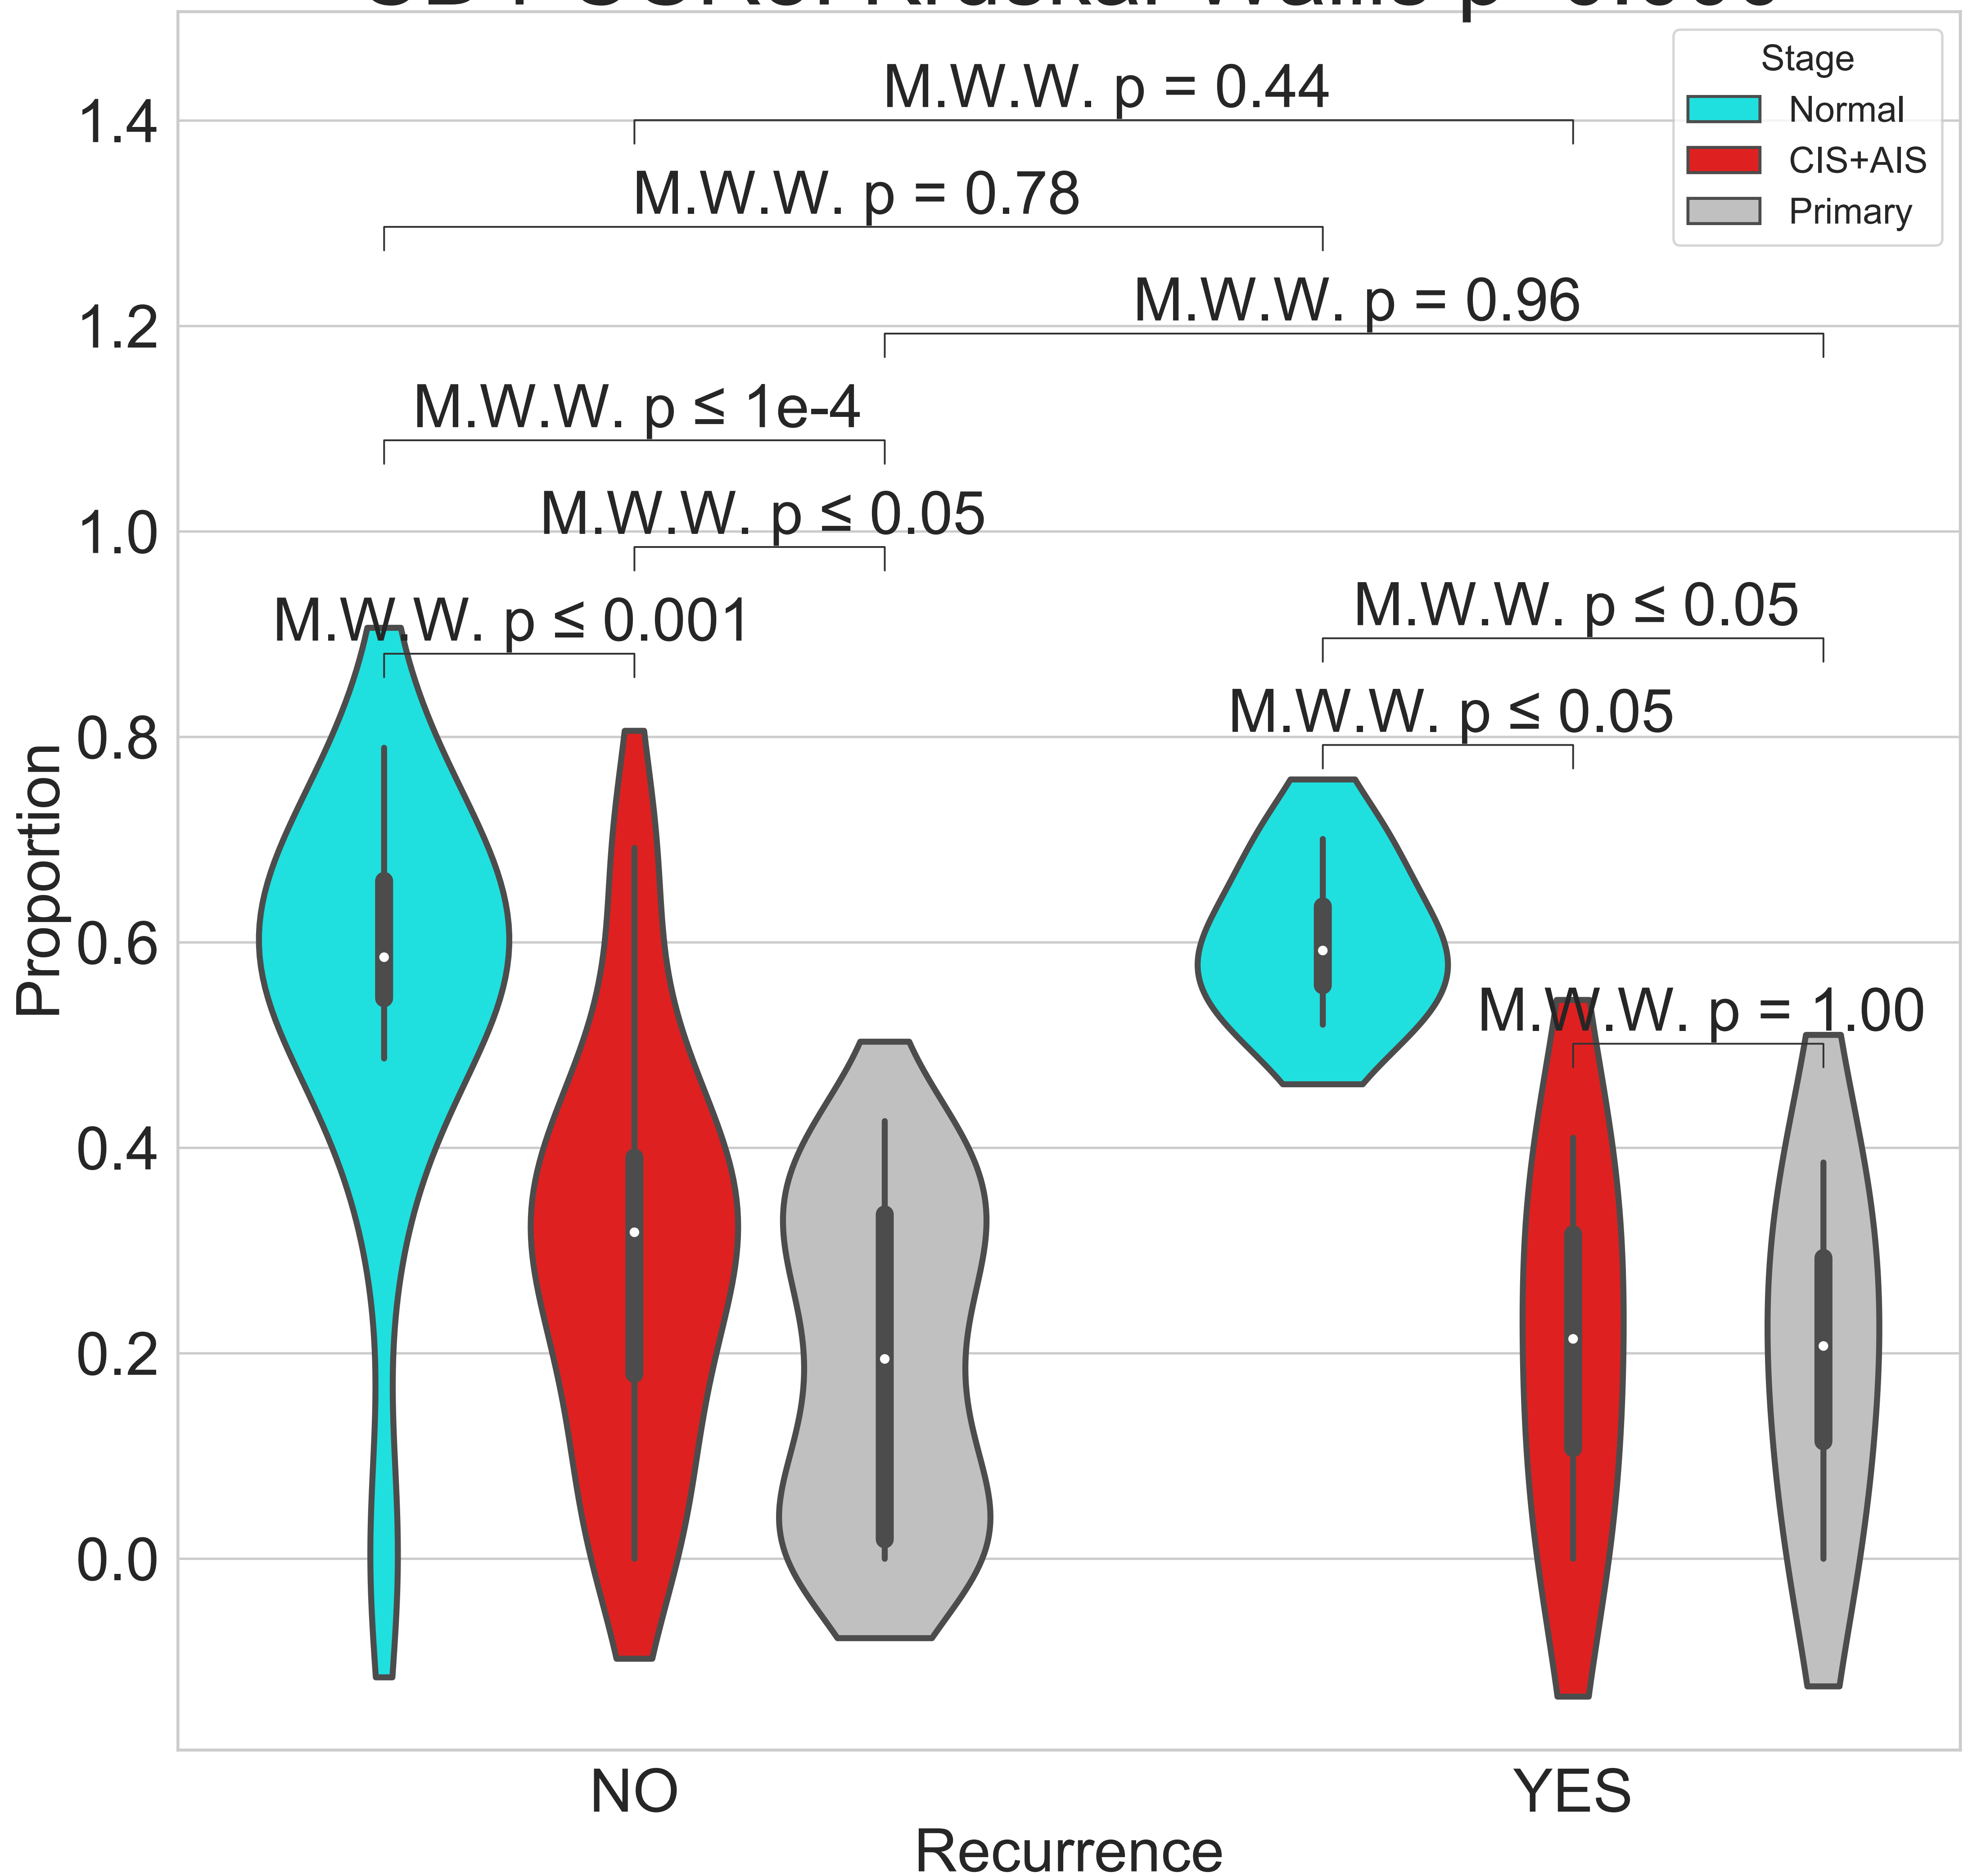 Stage
Normal
CIS+AIS
Primary
M.W.W. p = 0.44
M.W.W. p = 0.78
M.W.W. p = 0.96
M.W.W. p ≤ 1e-4
M.W.W. p ≤ 0.05
M.W.W. p ≤ 0.001
M.W.W. p ≤ 0.05
M.W.W. p ≤ 0.05
M.W.W. p = 1.00
1.4
1.2
1.0
0.8
0.6
0.4
0.2
0.0
Proportion
NO
YES
Recurrence